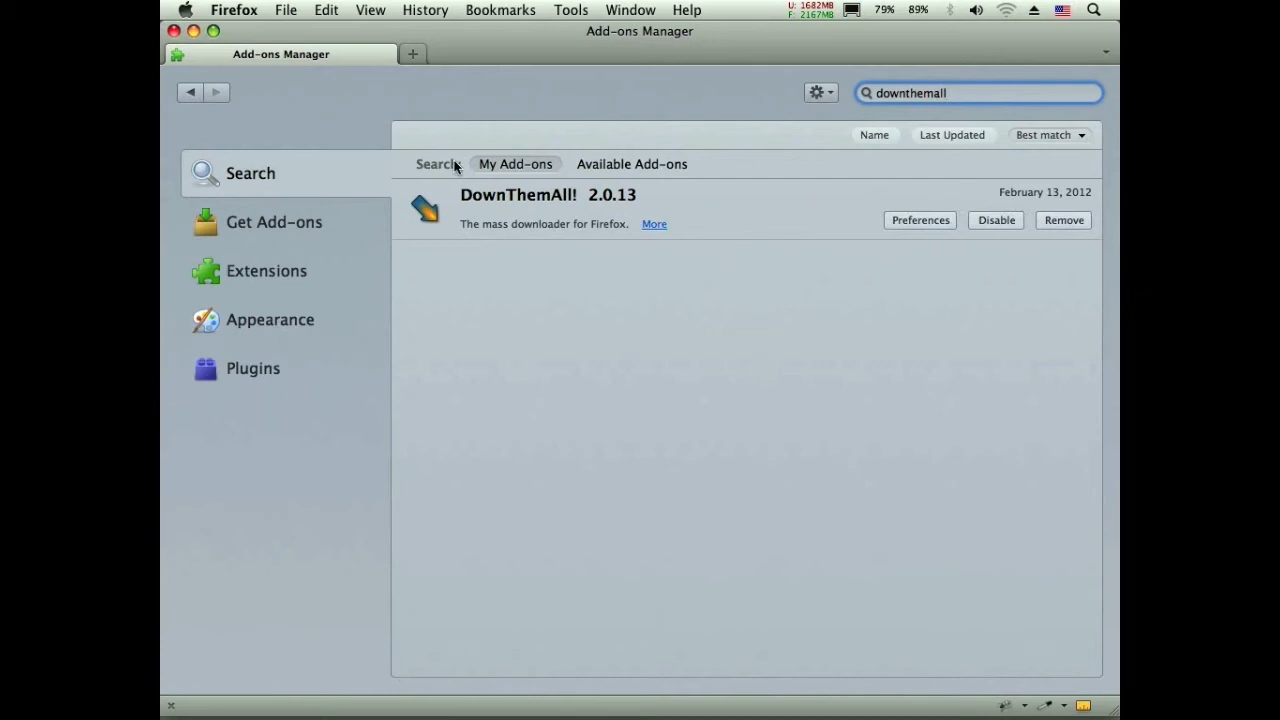 Firefox File Edit View History Bookmarks Tools Window Help U: 1682MB F: 2167MB 79% 89%
Add-ons Manager
Add-ons Manager
downthemall
Name Last Updated Best match
Search: My Add-ons Available Add-ons
DownThemAll! 2.0.13 February 13, 2012
The mass downloader for Firefox. More Preferences Disable Remove
Search
Get Add-ons
Extensions
Appearance
Plugins